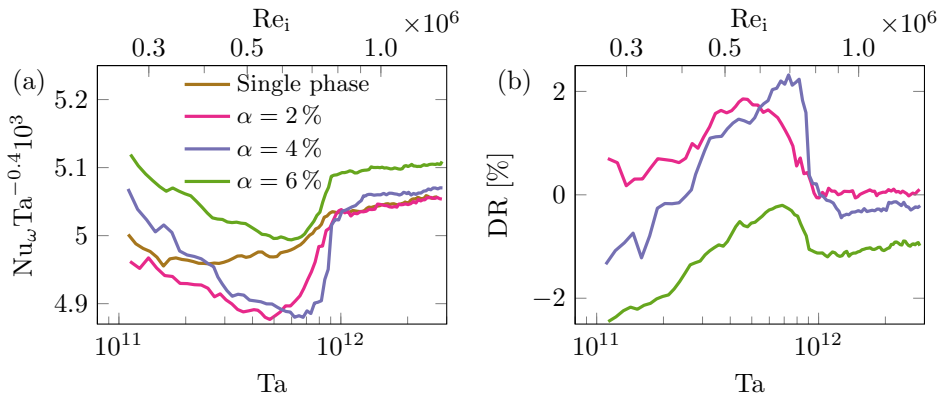 Re_i
×10^6
0.3
0.5
1.0
(a)
5.2
5.1
5
4.9
Nu_ωTa^−0.4 10^3
Single phase
α = 2 %
α = 4 %
α = 6 %
10^11
10^12
Ta
Re_i
×10^6
0.3
0.5
1.0
(b)
2
0
−2
DR [%]
10^11
10^12
Ta